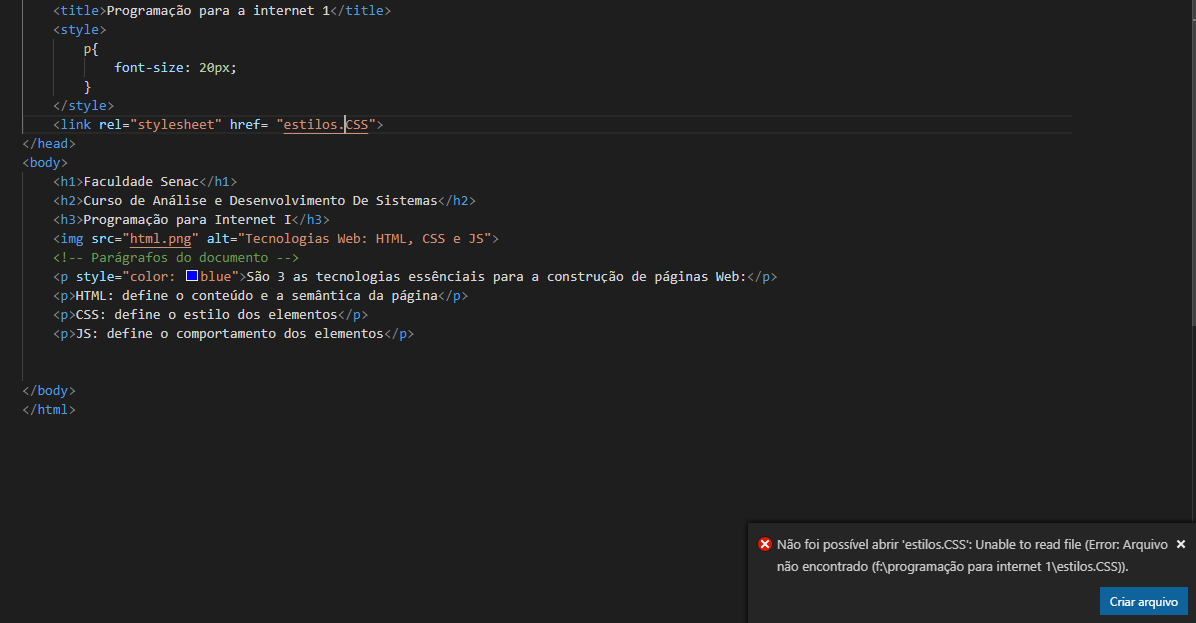 <title>Programação para a internet 1</title>
<style>
p{
font-size: 20px;
}
</style>
<link rel="stylesheet" href= "estilos.CSS">
</head>
<body>
<h1>Faculdade Senac</h1>
<h2>Curso de Análise e Desenvolvimento De Sistemas</h2>
<h3>Programação para Internet I</h3>
<img src="html.png" alt="Tecnologias Web: HTML, CSS e JS">
<!-- Parágrafos do documento -->
<p style="color: blue">São 3 as tecnologias essênciais para a construção de páginas Web:</p>
<p>HTML: define o conteúdo e a semântica da página</p>
<p>CSS: define o estilo dos elementos</p>
<p>JS: define o comportamento dos elementos</p>
</body>
</html>
Não foi possível abrir 'estilos.CSS': Unable to read file (Error: Arquivo
não encontrado (f:\programação para internet 1\estilos.CSS)).
Criar arquivo